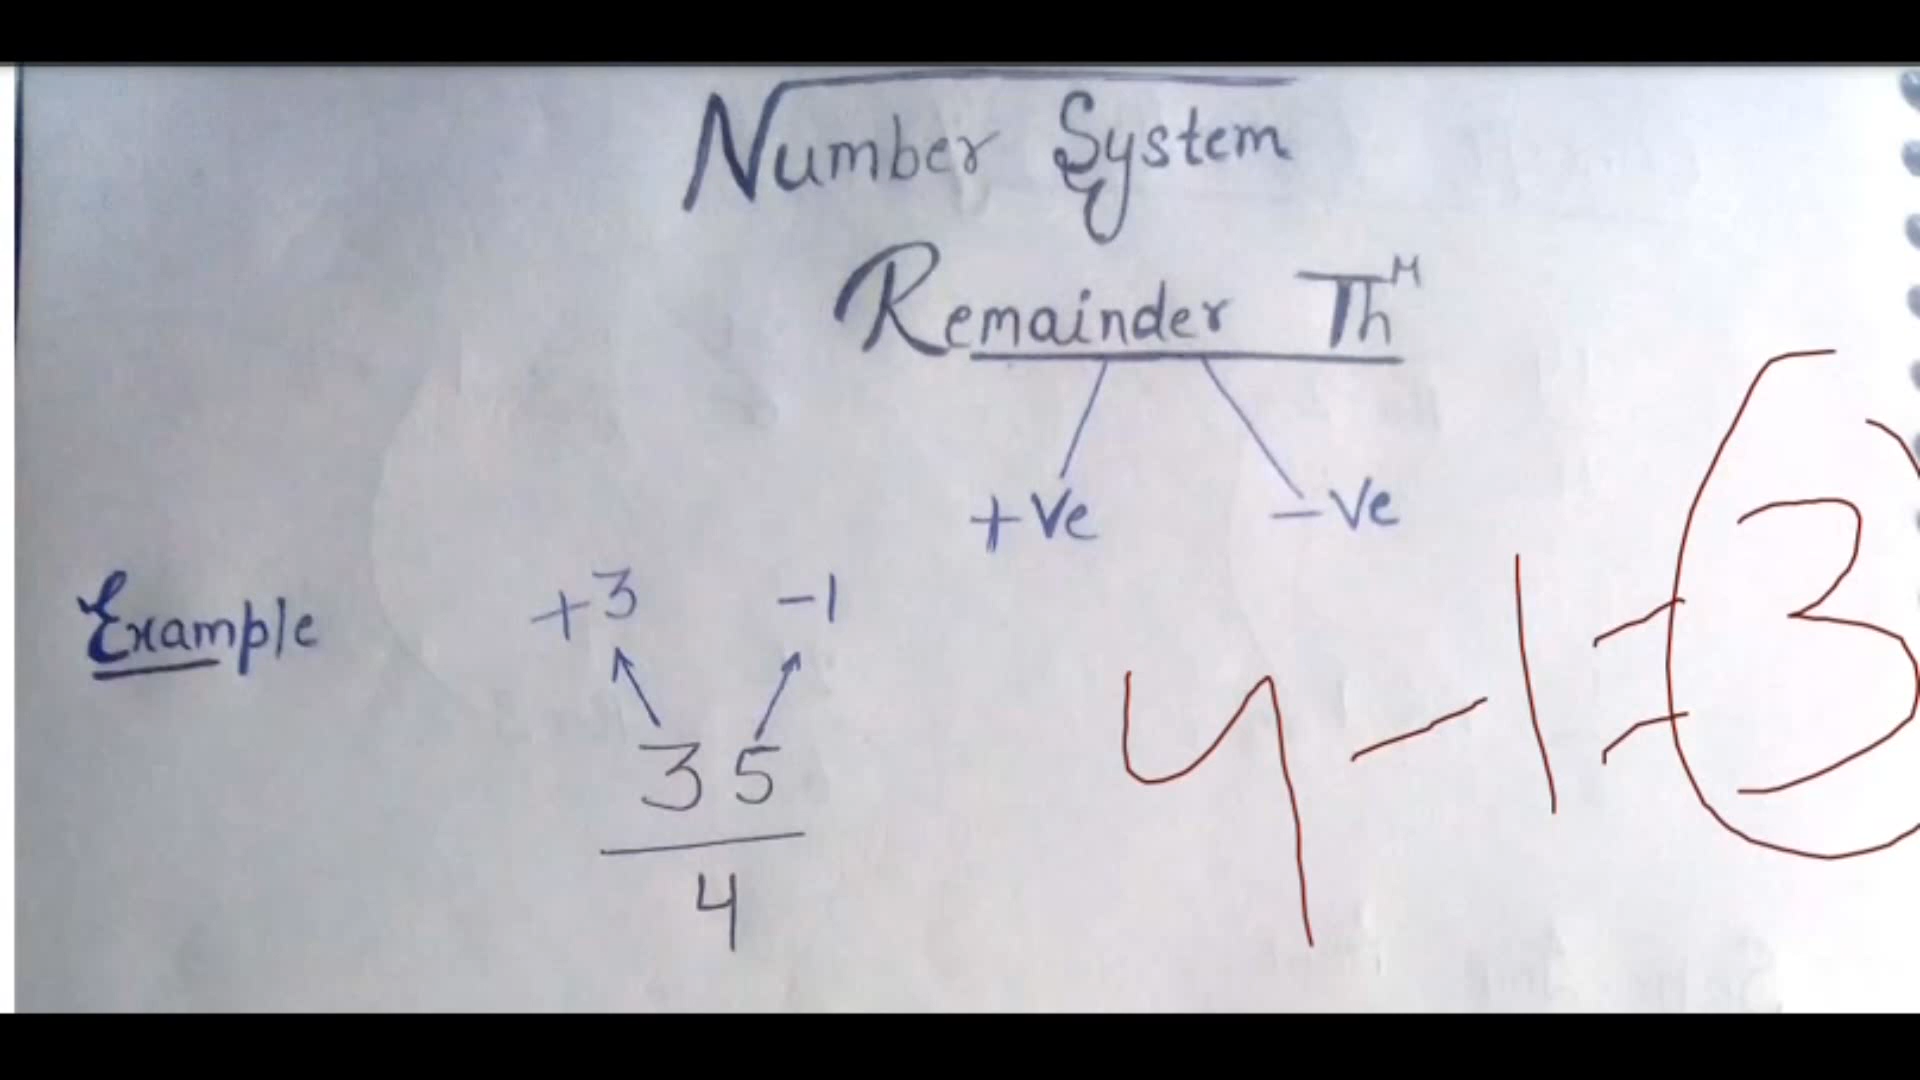 Number System
Remainder Thᴹ
+Ve -Ve
Example
+3 -1
35
4
4-1=3